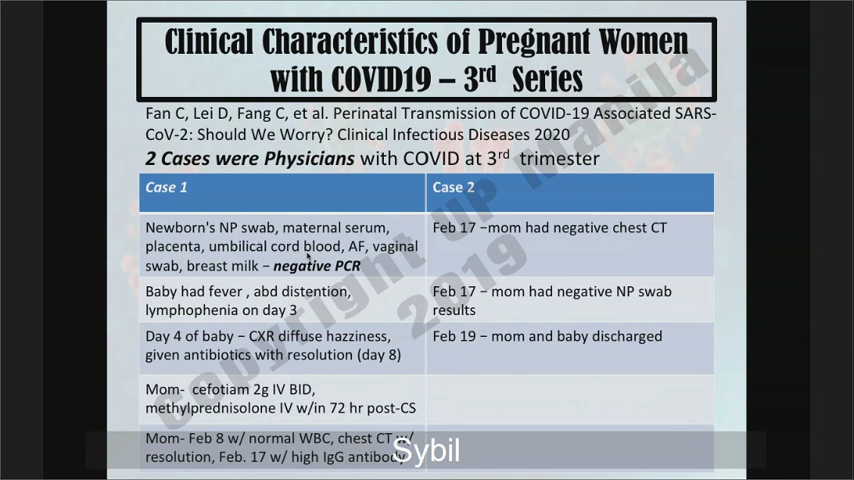 Clinical Characteristics of Pregnant Women
with COVID19 – 3rd Series
Fan C, Lei D, Fang C, et al. Perinatal Transmission of COVID-19 Associated SARS-
CoV-2: Should We Worry? Clinical Infectious Diseases 2020
2 Cases were Physicians with COVID at 3rd trimester
Case 1
Case 2
Newborn's NP swab, maternal serum,
placenta, umbilical cord blood, AF, vaginal
swab, breast milk – negative PCR
Feb 17 –mom had negative chest CT
Baby had fever , abd distention,
lymphophenia on day 3
Feb 17 – mom had negative NP swab
results
Day 4 of baby – CXR diffuse hazziness,
given antibiotics with resolution (day 8)
Feb 19 – mom and baby discharged
Mom- cefotiam 2g IV BID,
methylprednisolone IV w/in 72 hr post-CS
Mom- Feb 8 w/ normal WBC, chest CT w/
resolution, Feb. 17 w/ high IgG antibody
Copyright UP Manila
2019
Sybil